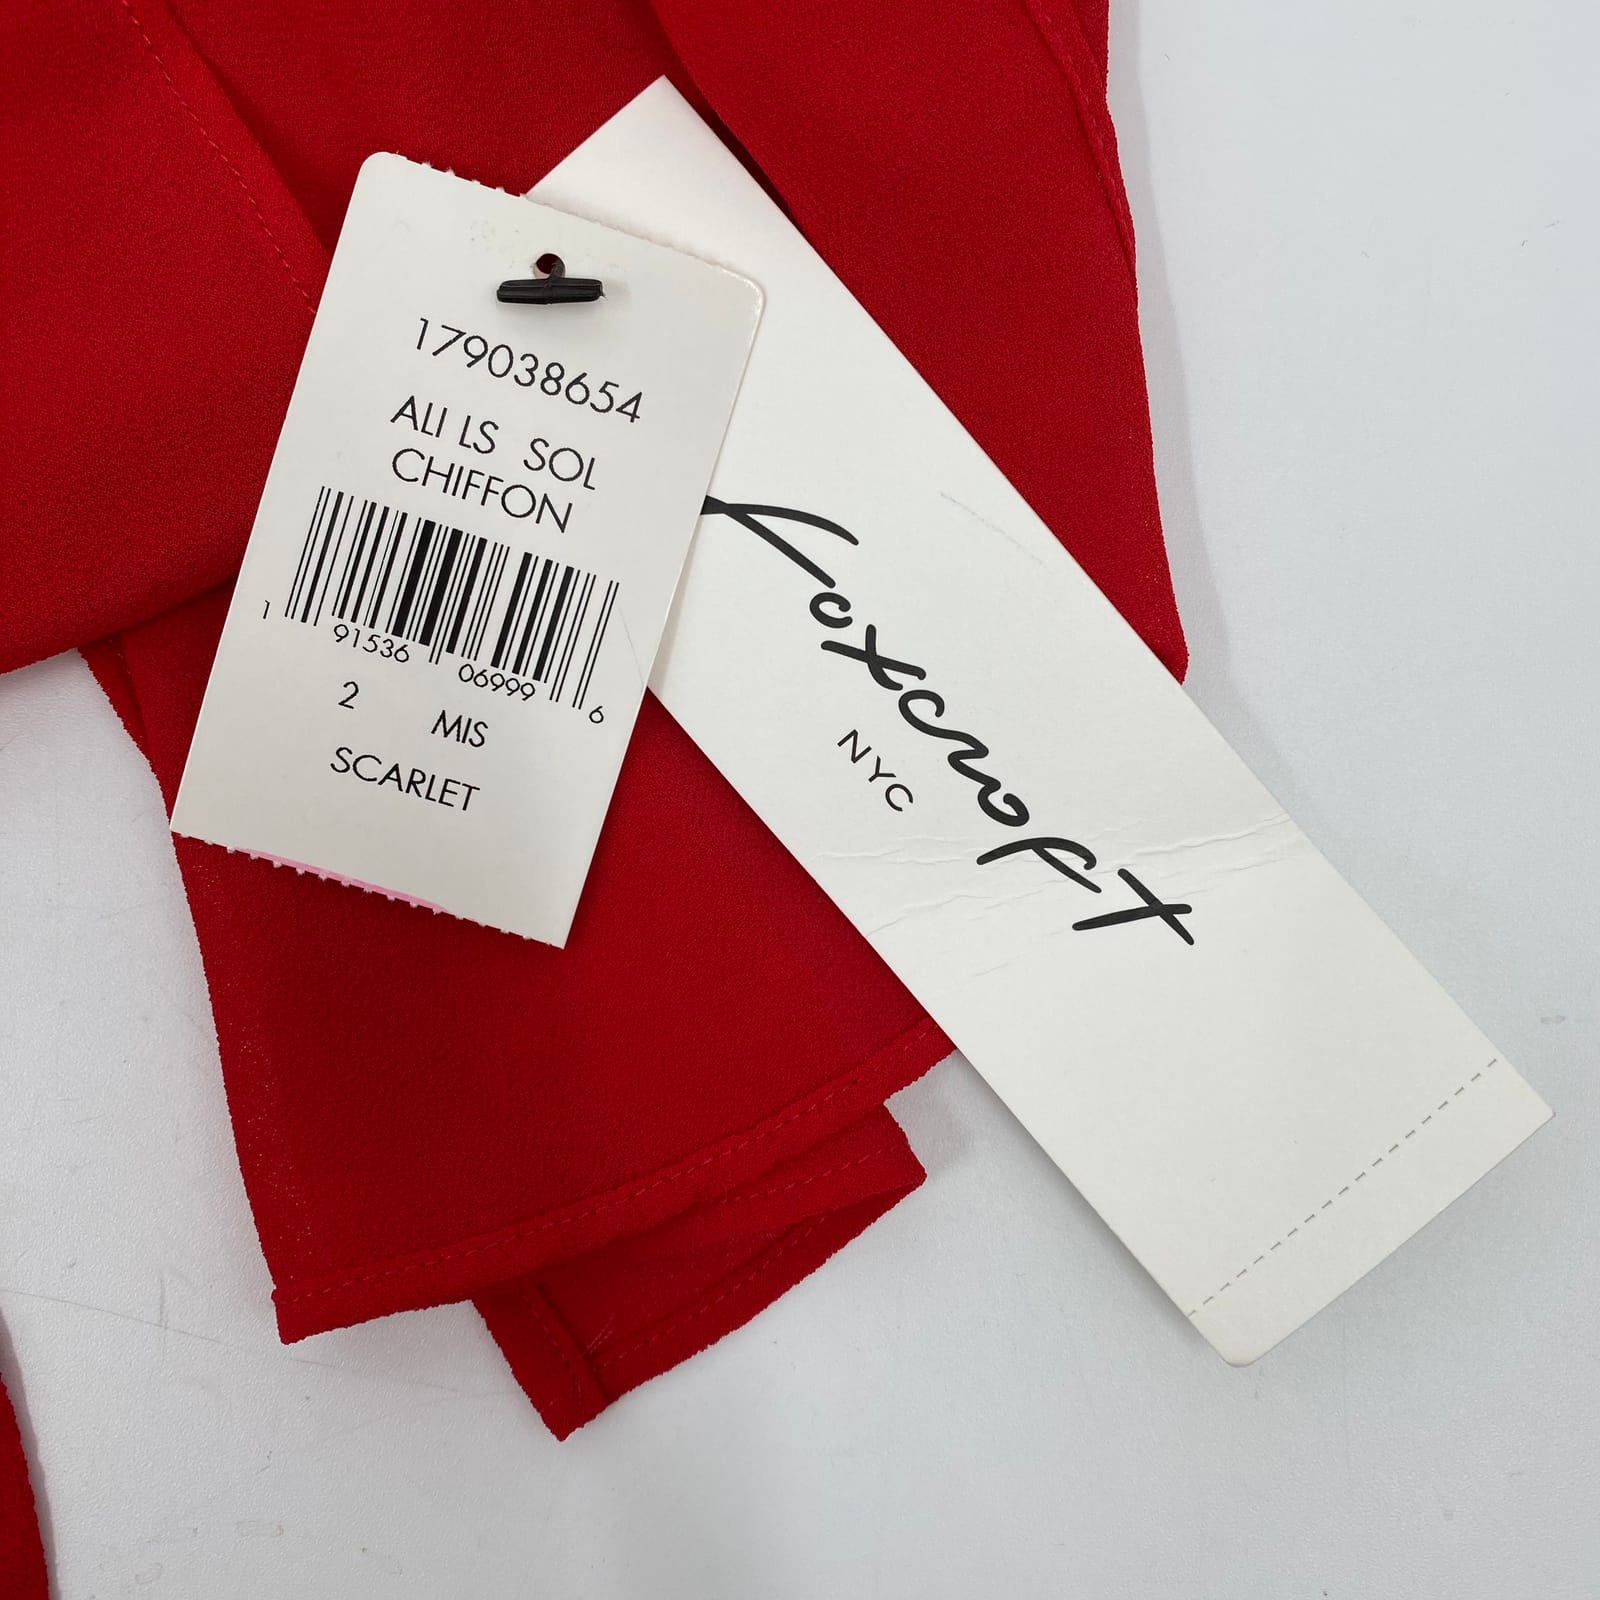 179038654
ALI LS SOL
CHIFFON
1 91536 06999 6
2 MIS
SCARLET
foxcroft
NYC